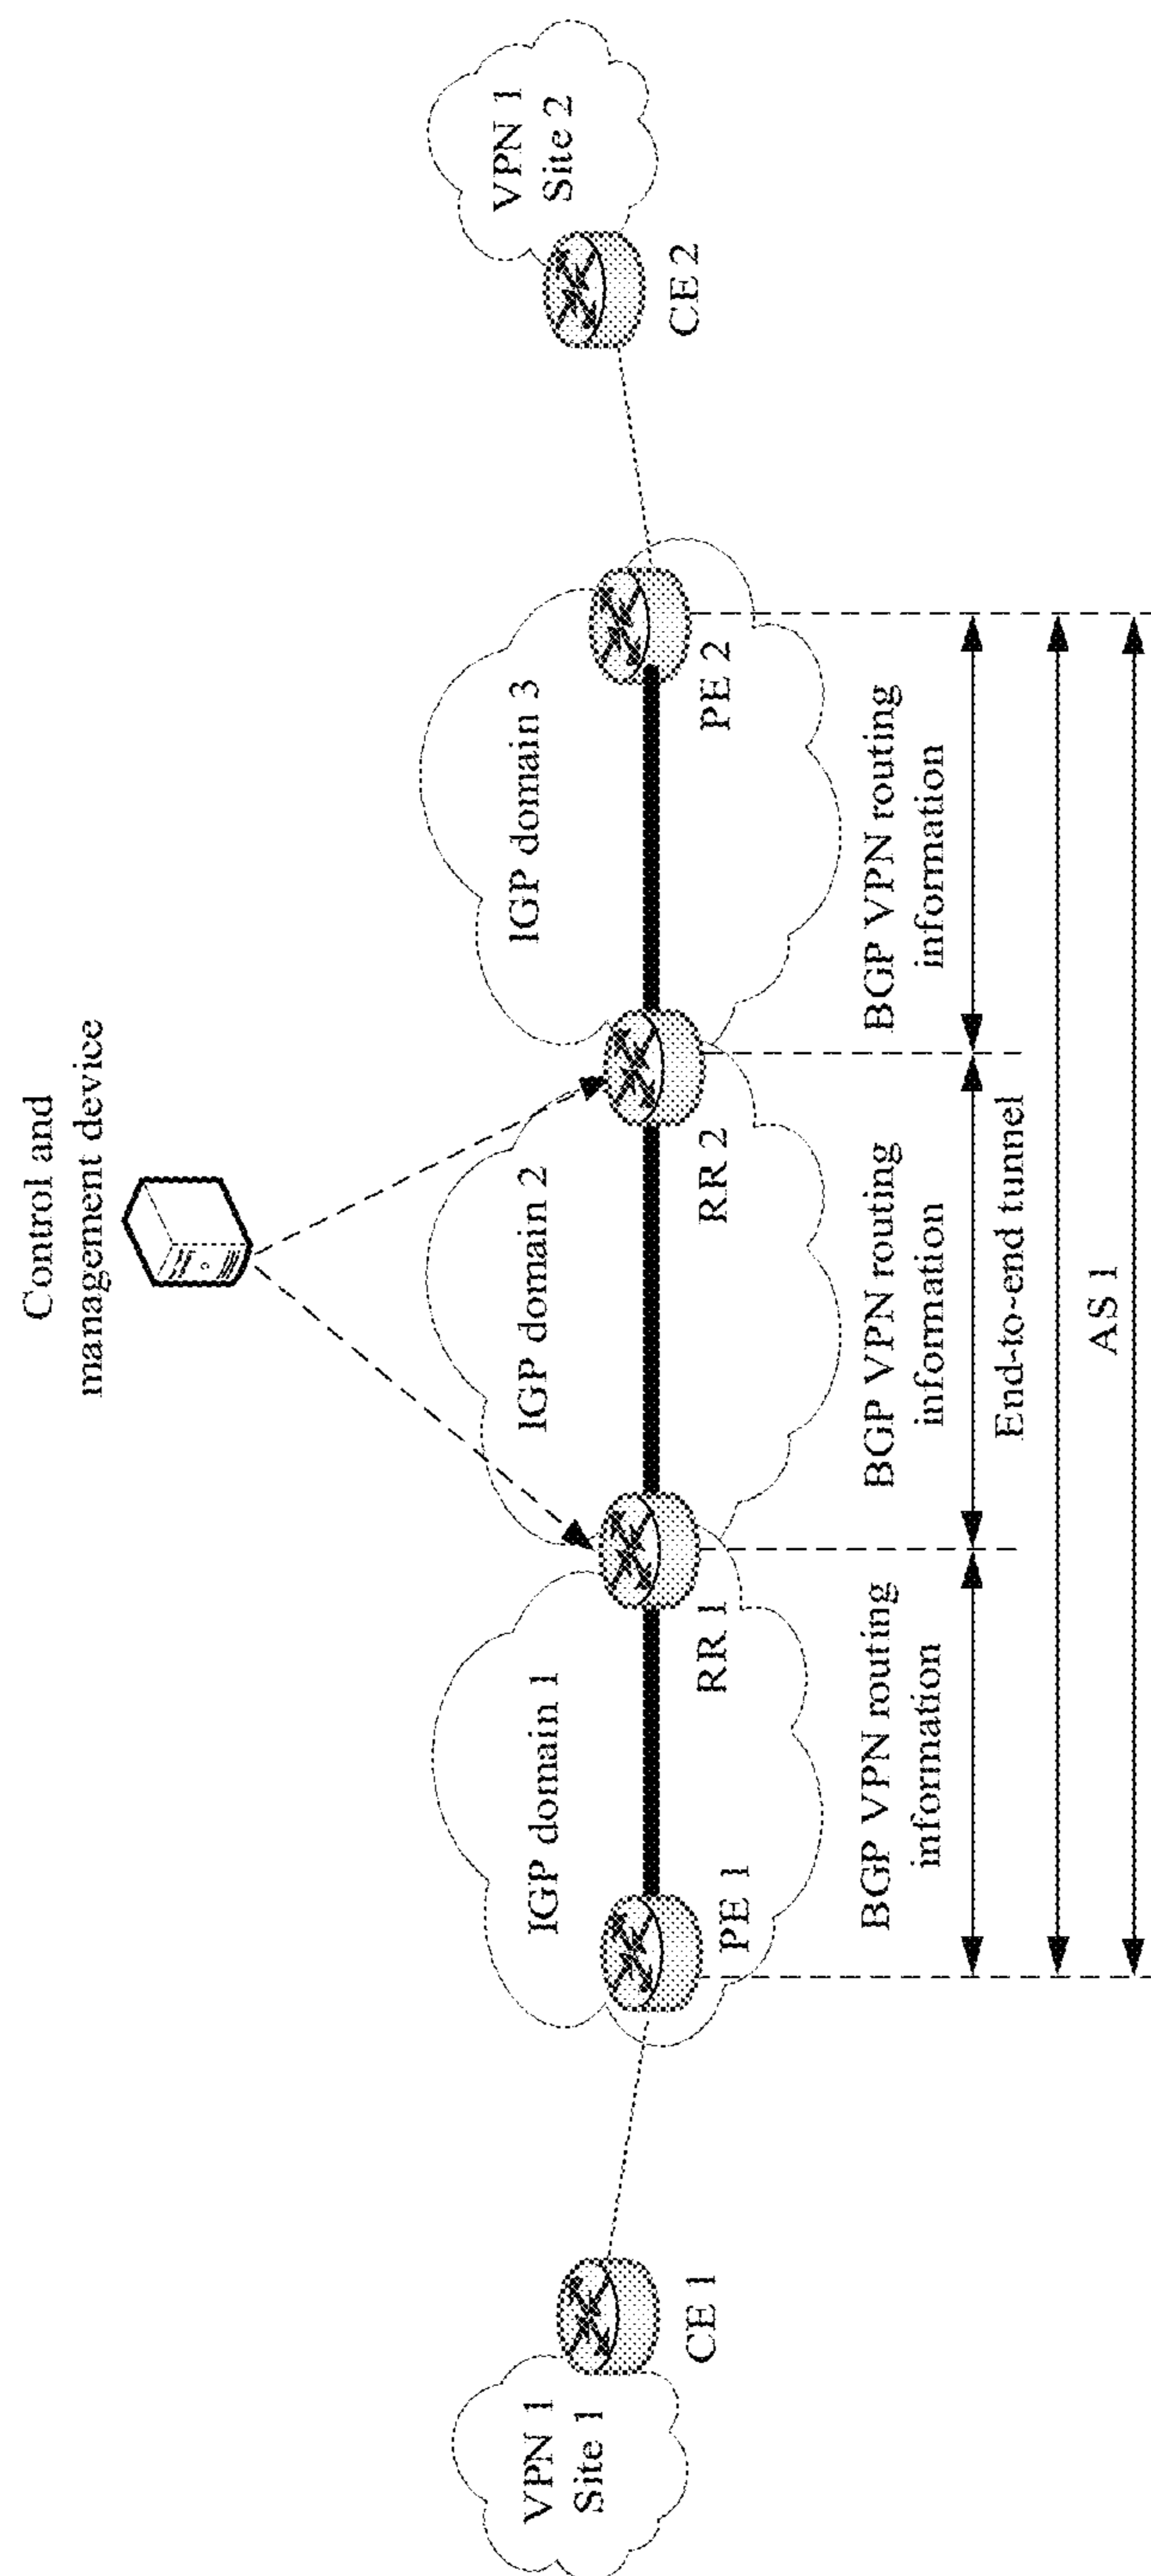 Control and
management device
VPN 1
Site 1
CE 1
IGP domain 1
PE 1
RR 1
IGP domain 2
RR 2
IGP domain 3
PE 2
VPN 1
Site 2
CE 2
BGP VPN routing
information
BGP VPN routing
information
BGP VPN routing
information
End-to-end tunnel
AS 1